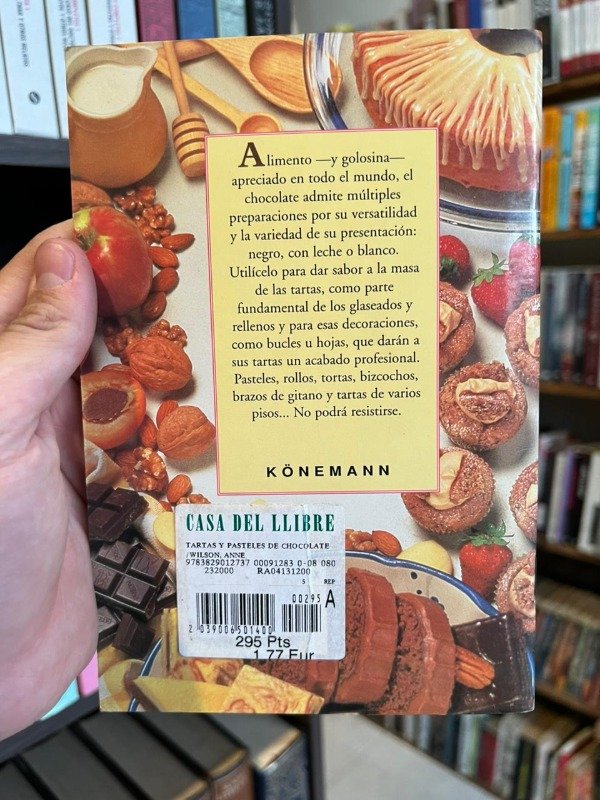 Alimento —y golosina—
apreciado en todo el mundo, el
chocolate admite múltiples
preparaciones por su versatilidad
y la variedad de su presentación:
negro, con leche o blanco.
Utilícelo para dar sabor a la masa
de las tartas, como parte
fundamental de los glaseados y
rellenos y para esas decoraciones,
como bucles u hojas, que darán a
sus tartas un acabado profesional.
Pasteles, rollos, tortas, bizcochos,
brazos de gitano y tartas de varios
pisos... No podrá resistirse.
KÖNEMANN
CASA DEL LLIBRE
TARTAS Y PASTELES DE CHOCOLATE
/WILSON, ANNE
9783829012737 00091283 0-08 080
232000 RA04131200
5 REP
00295 A
2 039006 501400
295 Pts
1.77 Eur